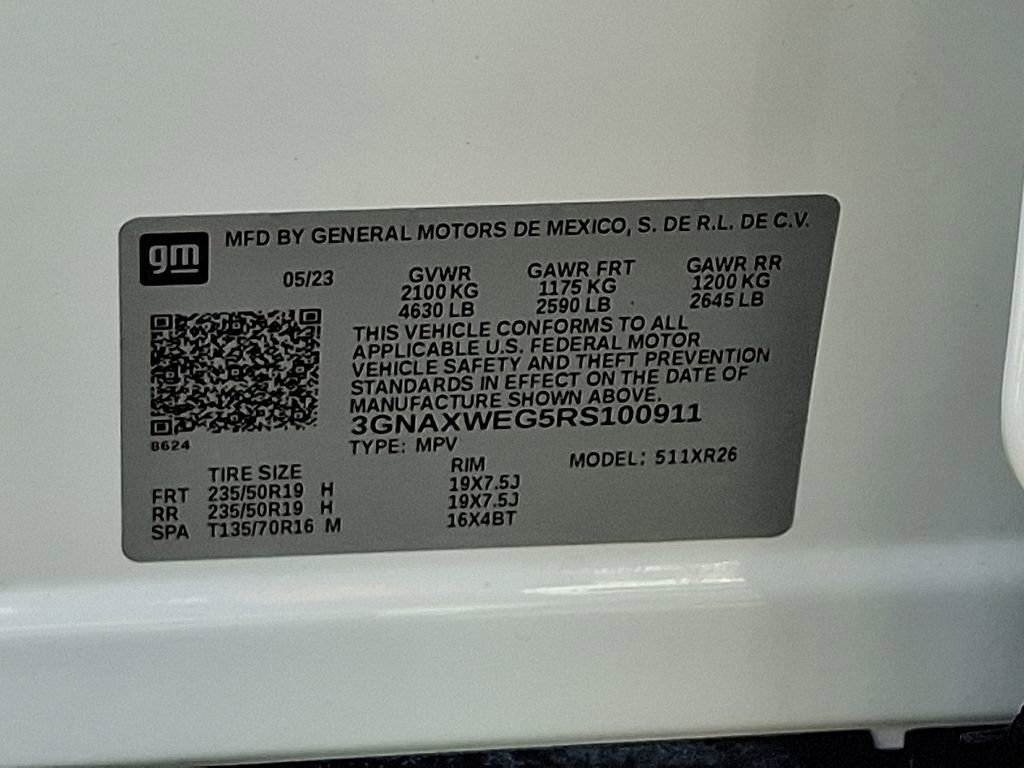 gm
MFD BY GENERAL MOTORS DE MEXICO, S. DE R.L. DE C.V.
05/23 GVWR GAWR FRT GAWR RR
2100 KG 1175 KG 1200 KG
4630 LB 2590 LB 2645 LB
THIS VEHICLE CONFORMS TO ALL
APPLICABLE U.S. FEDERAL MOTOR
VEHICLE SAFETY AND THEFT PREVENTION
STANDARDS IN EFFECT ON THE DATE OF
MANUFACTURE SHOWN ABOVE.
3GNAXWEG5RS100911
8624
TYPE: MPV MODEL: 511XR26
TIRE SIZE RIM
FRT 235/50R19 H 19X7.5J
RR 235/50R19 H 19X7.5J
SPA T135/70R16 M 16X4BT